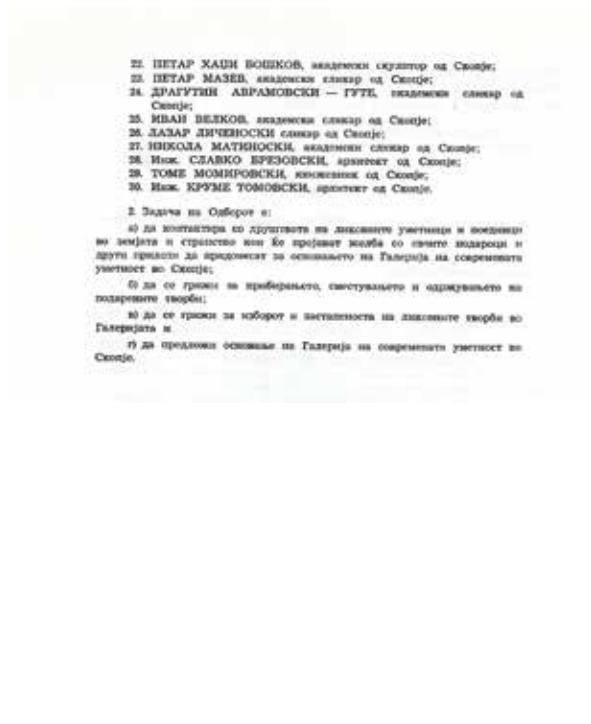 22. ПЕТАР ХАЏИ БОШКОВ, академски скулптор од Скопје;
23. ПЕТАР МАЗЕВ, академски сликар од Скопје;
24. ДРАГУТИН АВРАМОВСКИ — ГУТЕ, академски сликар од
Скопје;
25. ИВАН ВЕЛКОВ, академски сликар од Скопје;
26. ЛАЗАР ЛИЧЕНОСКИ сликар од Скопје;
27. НИКОЛА МАТИНОСКИ, академски сликар од Скопје;
28. Инж. СЛАВКО БРЕЗОВСКИ, архитект од Скопје;
29. ТОМЕ МОМИРОВСКИ, книжевник од Скопје;
30. Инж. КРУМЕ ТОМОВСКИ, архитект од Скопје.
2. Задача на Одборот е:
а) да контактира со друштвата на ликовните уметници и поединци
во земјата и странство кои ќе пројават желба со своите подароци и
други прилози да придонесат за основањето на Галерија на современата
уметност во Скопје;
б) да се грижи за прибирањето, сместувањето и одржувањето на
подарените творби;
в) да се грижи за изборот и застапеноста на ликовните творби во
Галеријата и
г) да предложи основање на Галерија на современата уметност во
Скопје.